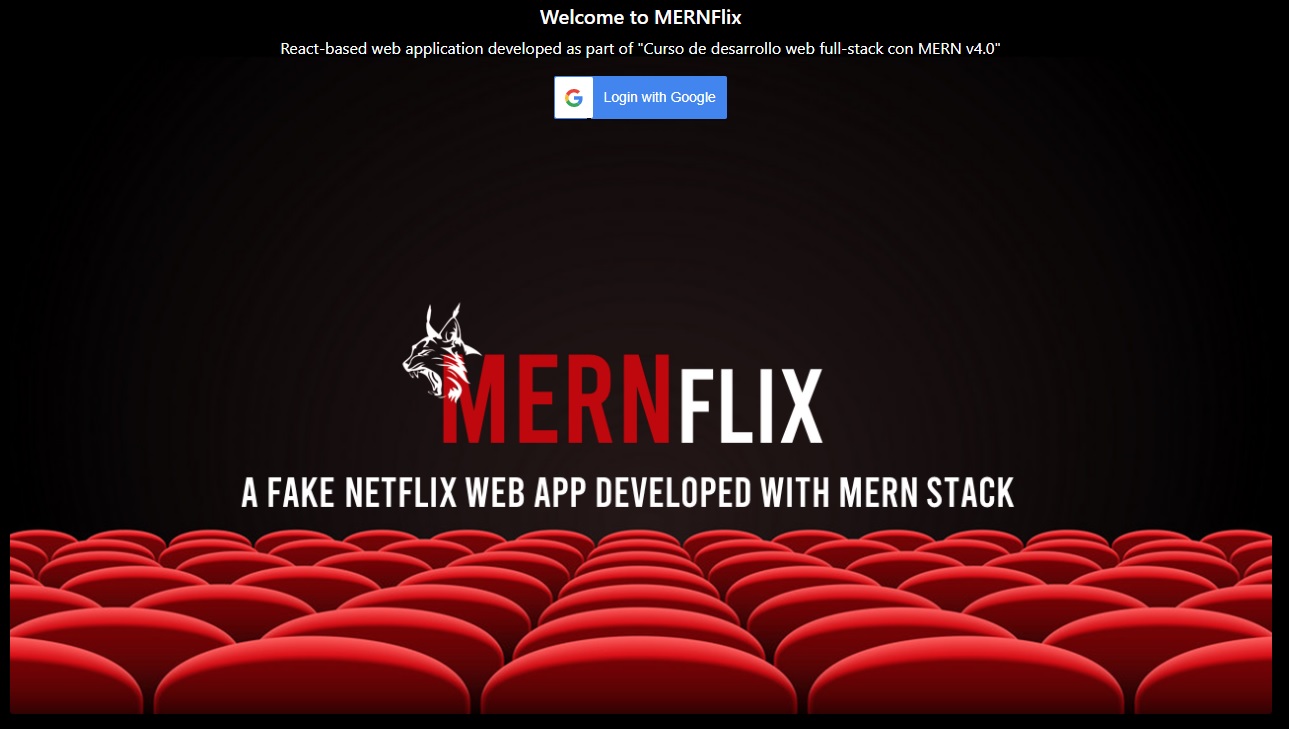 Welcome to MERNFlix
React-based web application developed as part of "Curso de desarrollo web full-stack con MERN v4.0"
Login with Google
MERNFLIX
A FAKE NETFLIX WEB APP DEVELOPED WITH MERN STACK